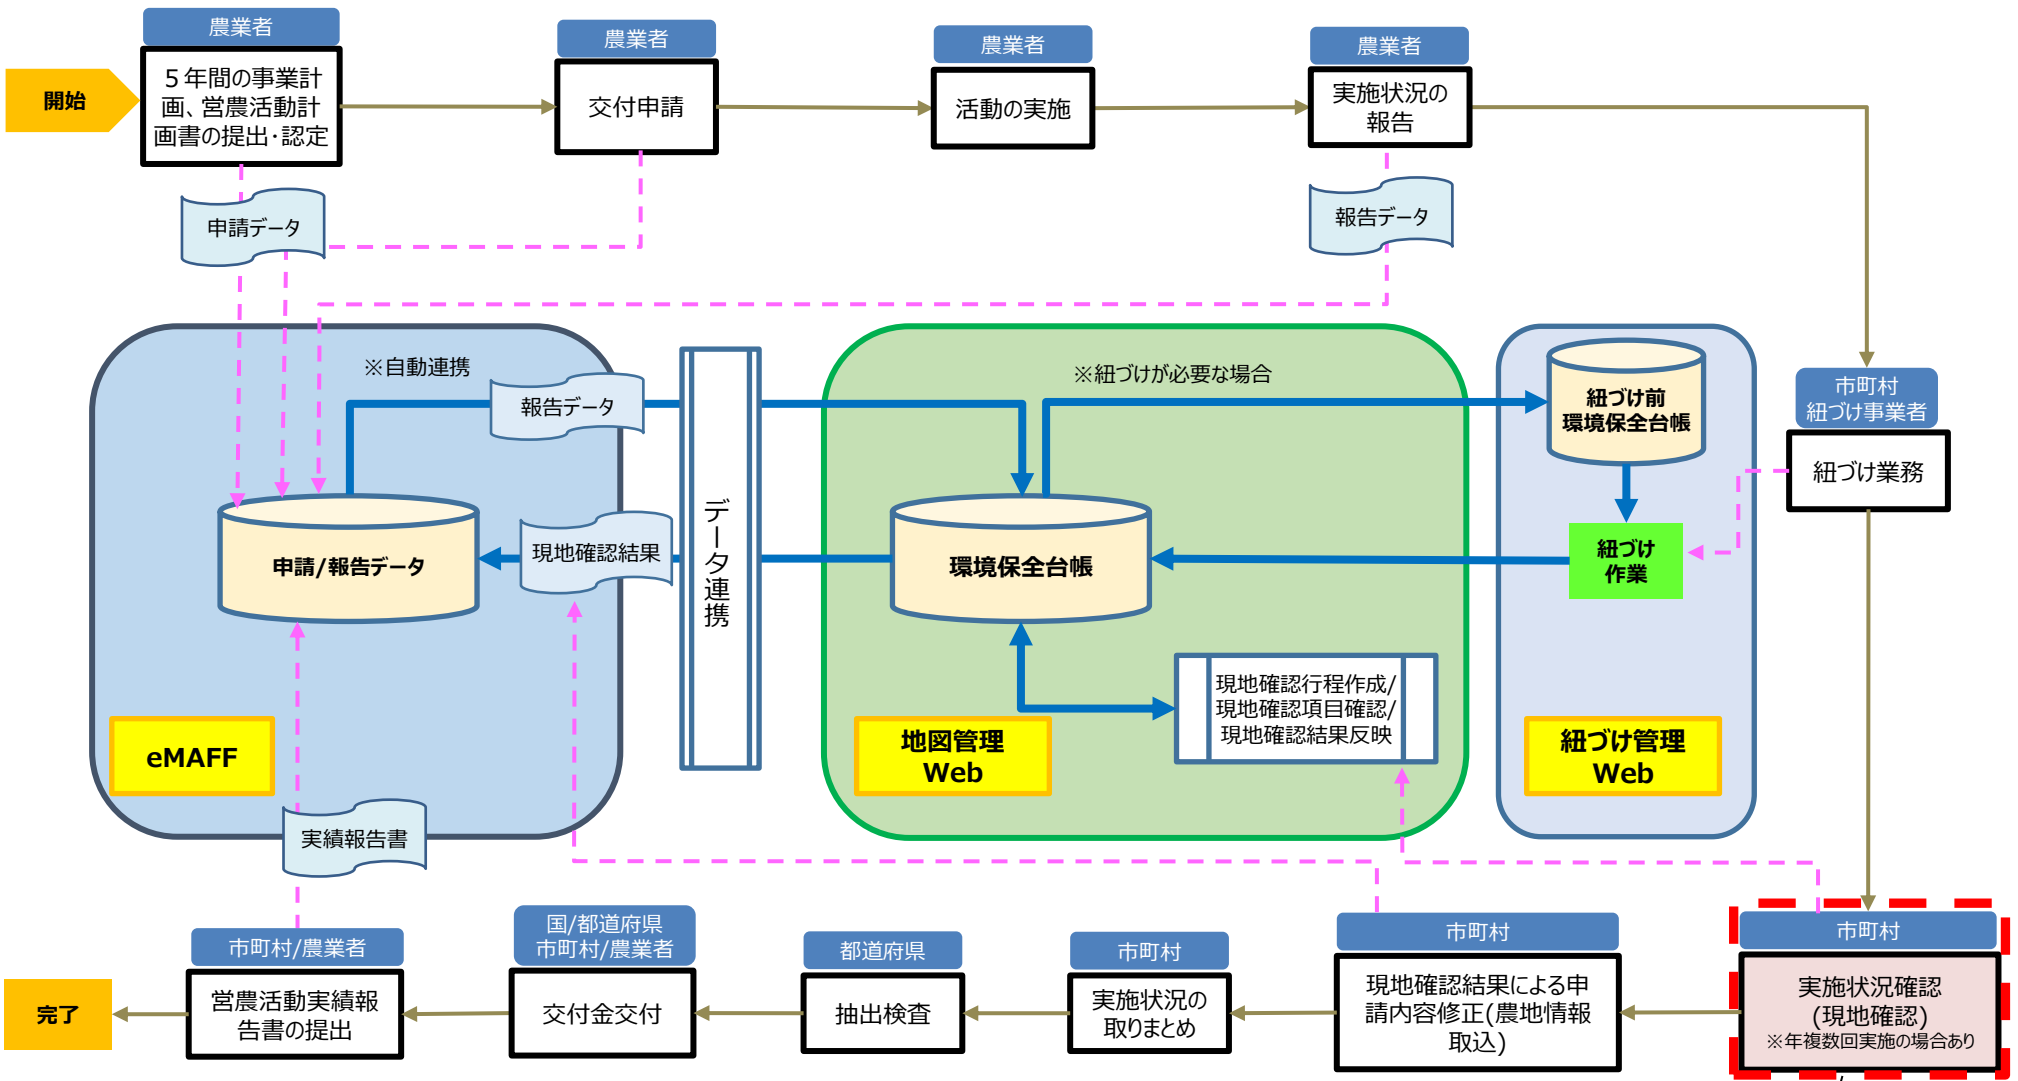 農業者
農業者
農業者
農業者
開始
５年間の事業計
画、営農活動計
画書の提出・認定
交付申請
活動の実施
実施状況の
報告
申請データ
報告データ
※自動連携
報告データ
※紐づけが必要な場合
紐づけ前
環境保全台帳
市町村
紐づけ事業者
紐づけ業務
データ連携
申請/報告データ
現地確認結果
環境保全台帳
紐づけ
作業
現地確認行程作成/
現地確認項目確認/
現地確認結果反映
eMAFF
地図管理
Web
紐づけ管理
Web
実績報告書
市町村/農業者
国/都道府県
市町村/農業者
都道府県
市町村
市町村
市町村
完了
営農活動実績報
告書の提出
交付金交付
抽出検査
実施状況の
取りまとめ
現地確認結果による申
請内容修正(農地情報
取込)
実施状況確認
(現地確認)
※年複数回実施の場合あり